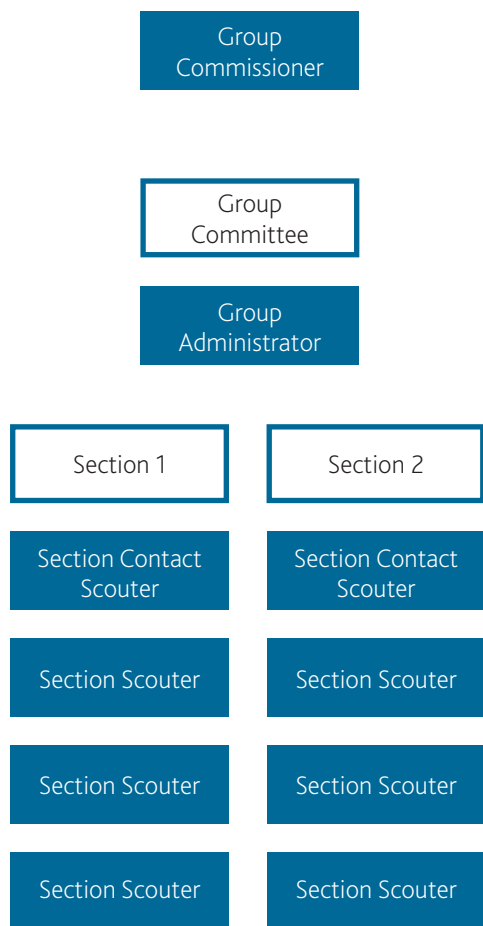 Group
Commissioner
Group
Committee
Group
Administrator
Section 1
Section 2
Section Contact
Scouter
Section Contact
Scouter
Section Scouter
Section Scouter
Section Scouter
Section Scouter
Section Scouter
Section Scouter